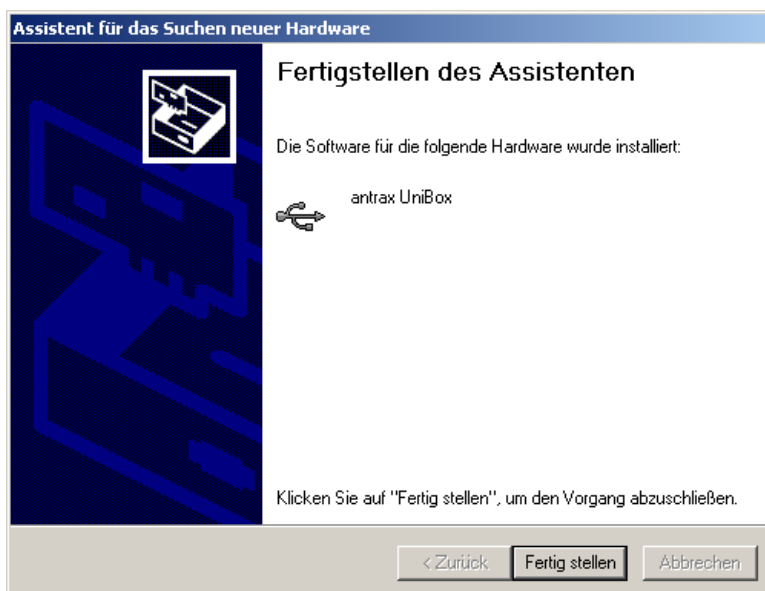 Assistent für das Suchen neuer Hardware
Fertigstellen des Assistenten
Die Software für die folgende Hardware wurde installiert:
antrax UniBox
Klicken Sie auf "Fertig stellen", um den Vorgang abzuschließen.
< Zurück Fertig stellen Abbrechen